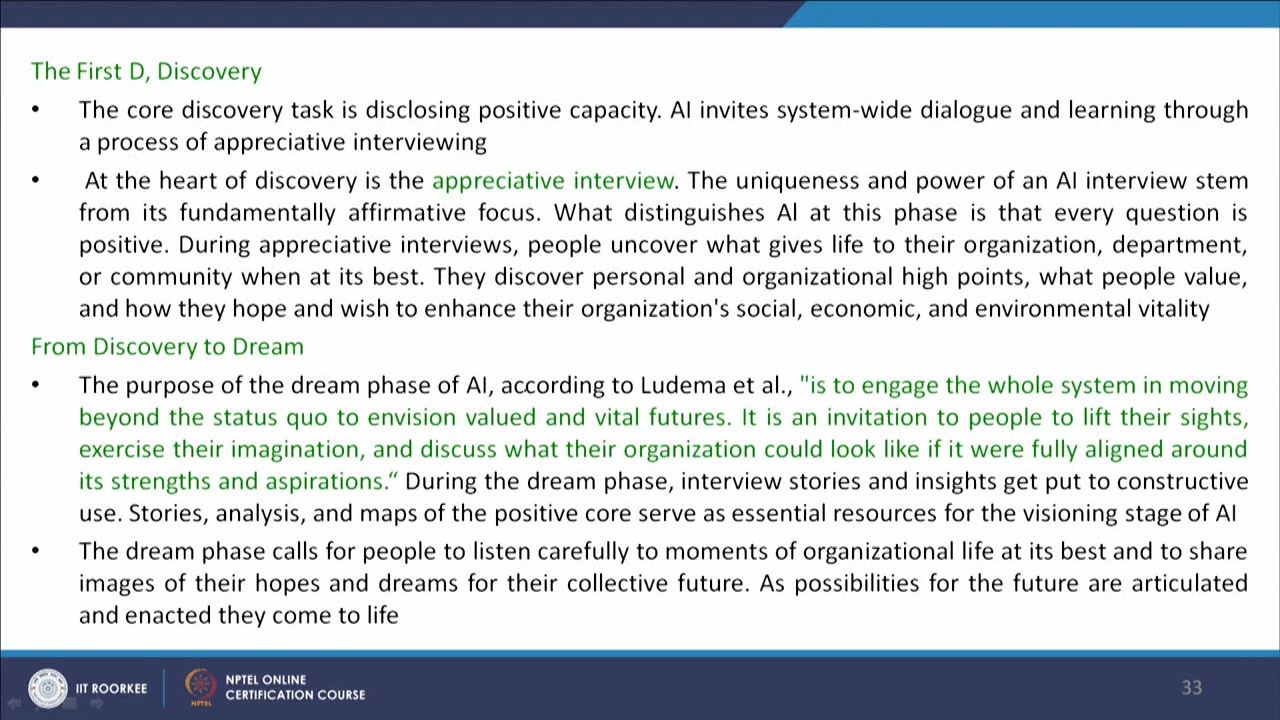 The First D, Discovery
• The core discovery task is disclosing positive capacity. AI invites system-wide dialogue and learning through
a process of appreciative interviewing
• At the heart of discovery is the appreciative interview. The uniqueness and power of an AI interview stem
from its fundamentally affirmative focus. What distinguishes Al at this phase is that every question is
positive. During appreciative interviews, people uncover what gives life to their organization, department,
or community when at its best. They discover personal and organizational high points, what people value,
and how they hope and wish to enhance their organization's social, economic, and environmental vitality
From Discovery to Dream
• The purpose of the dream phase of AI, according to Ludema et al., "is to engage the whole system in moving
beyond the status quo to envision valued and vital futures. It is an invitation to people to lift their sights,
exercise their imagination, and discuss what their organization could look like if it were fully aligned around
its strengths and aspirations.“ During the dream phase, interview stories and insights get put to constructive
use. Stories, analysis, and maps of the positive core serve as essential resources for the visioning stage of AI
• The dream phase calls for people to listen carefully to moments of organizational life at its best and to share
images of their hopes and dreams for their collective future. As possibilities for the future are articulated
and enacted they come to life
IIT ROORKEE
NPTEL
NPTEL ONLINE
CERTIFICATION COURSE
33